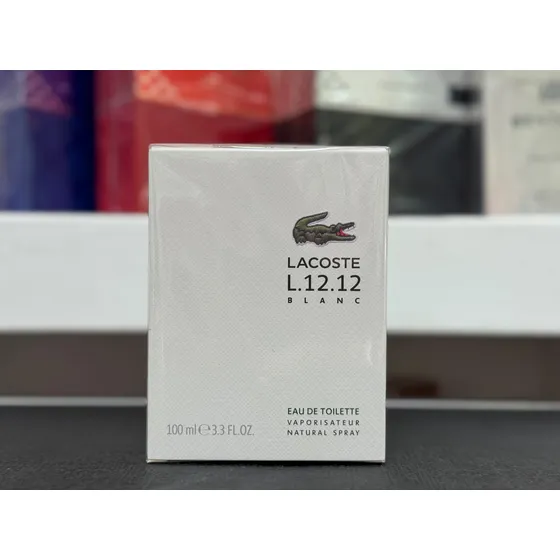 LACOSTE
L.12.12
BLANC
EAU DE TOILETTE
VAPORISATEUR
NATURAL SPRAY
100 ml ℮ 3.3 FL.OZ.